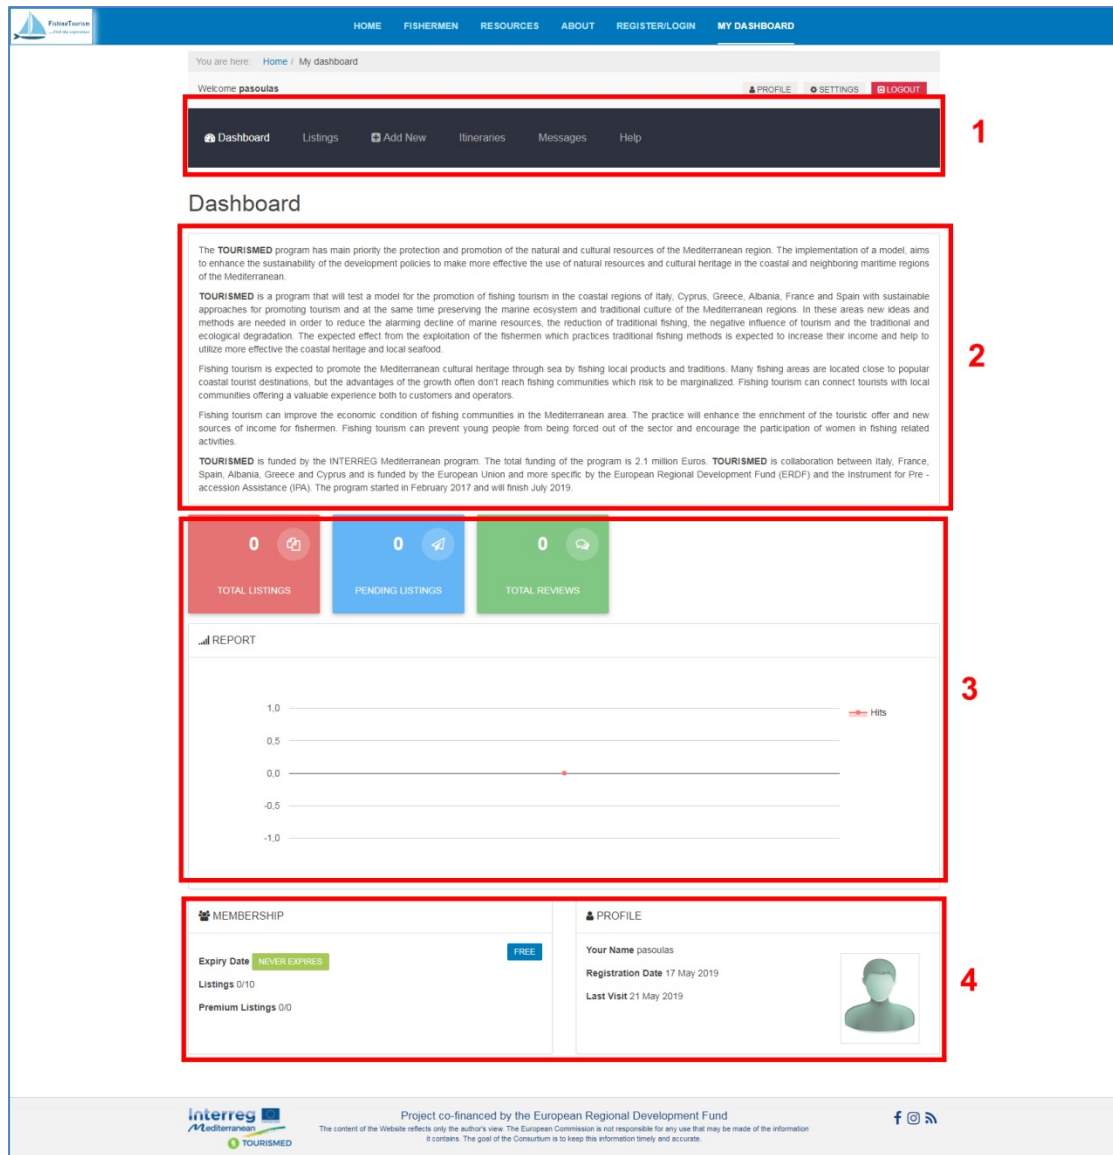 FishingTourism
HOME FISHERMEN RESOURCES ABOUT REGISTER/LOGIN MY DASHBOARD
You are here: Home / My dashboard
Welcome pasoulas PROFILE SETTINGS LOGOUT
Dashboard Listings Add New Itineraries Messages Help
1
Dashboard
The TOURISMED program has main priority the protection and promotion of the natural and cultural resources of the Mediterranean region. The implementation of a model, aims
to enhance the sustainability of the development policies to make more effective the use of natural resources and cultural heritage in the coastal and neighboring maritime regions
of the Mediterranean.
TOURISMED is a program that will test a model for the promotion of fishing tourism in the coastal regions of Italy, Cyprus, Greece, Albania, France and Spain with sustainable
approaches for promoting tourism and at the same time preserving the marine ecosystem and traditional culture of the Mediterranean regions. In these areas new ideas and
methods are needed in order to reduce the alarming decline of marine resources, the reduction of traditional fishing, the negative influence of tourism and the traditional and
ecological degradation. The expected effect from the exploitation of the fishermen which practices traditional fishing methods is expected to increase their income and help to
utilize more effective the coastal heritage and local seafood.
2
Fishing tourism is expected to promote the Mediterranean cultural heritage through sea by fishing local products and traditions. Many fishing areas are located close to popular
coastal tourist destinations, but the advantages of the growth often don't reach fishing communities which risk to be marginalized. Fishing tourism can connect tourists with local
communities offering a valuable experience both to customers and operators.
Fishing tourism can improve the economic condition of fishing communities in the Mediterranean area. The practice will enhance the enrichment of the touristic offer and new
sources of income for fishermen. Fishing tourism can prevent young people from being forced out of the sector and encourage the participation of women in fishing related
activities.
TOURISMED is funded by the INTERREG Mediterranean program. The total funding of the program is 2.1 million Euros. TOURISMED is collaboration between Italy, France,
Spain, Albania, Greece and Cyprus and is funded by the European Union and more specific by the European Regional Development Fund (ERDF) and the Instrument for Pre -
accession Assistance (IPA). The program started in February 2017 and will finish July 2019.
0 0 0
TOTAL LISTINGS PENDING LISTINGS TOTAL REVIEWS
REPORT
3
1,0
Hits
0,5
0,0
-0,5
-1,0
MEMBERSHIP
FREE
Expiry Date NEVER EXPIRES
Listings 0/10
Premium Listings 0/0
PROFILE
Your Name pasoulas
Registration Date 17 May 2019
Last Visit 21 May 2019
4
Interreg
Mediterranean
TOURISMED
Project co-financed by the European Regional Development Fund
The content of the Website reflects only the author's view. The European Commission is not responsible for any use that may be made of the information
it contains. The goal of the Consurtium is to keep this information timely and accurate.